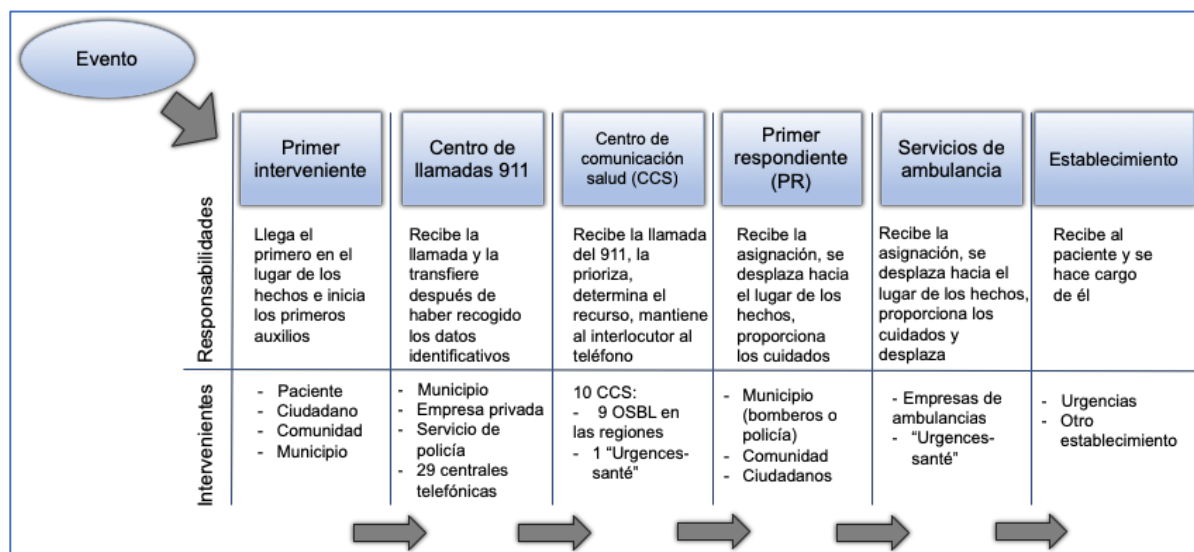 Evento
Primer
interveniente
Centro de
llamadas 911
Centro de
comunicación
salud (CCS)
Primer
respondiente
(PR)
Servicios de
ambulancia
Establecimiento
Responsabilidades
Llega el
primero en el
lugar de los
hechos e inicia
los primeros
auxilios
Recibe la
llamada y la
transfiere
después de
haber recogido
los datos
identificativos
Recibe la llamada
del 911, la
prioriza,
determina el
recurso, mantiene
al interlocutor al
teléfono
Recibe la
asignación, se
desplaza hacia
el lugar de los
hechos,
proporciona
los cuidados
Recibe la
asignación, se
desplaza hacia el
lugar de los hechos,
proporciona los
cuidados y
desplaza
Recibe al
paciente y se
hace cargo
de él
Intervenientes
- Paciente
- Ciudadano
- Comunidad
- Municipio
- Municipio
- Empresa privada
- Servicio de
policía
- 29 centrales
telefónicas
10 CCS:
- 9 OSBL en
las regiones
- 1 “Urgences-
santé”
- Municipio
(bomberos o
policía)
- Comunidad
- Ciudadanos
- Empresas de
ambulancias
- “Urgences-
santé”
- Urgencias
- Otro
establecimiento